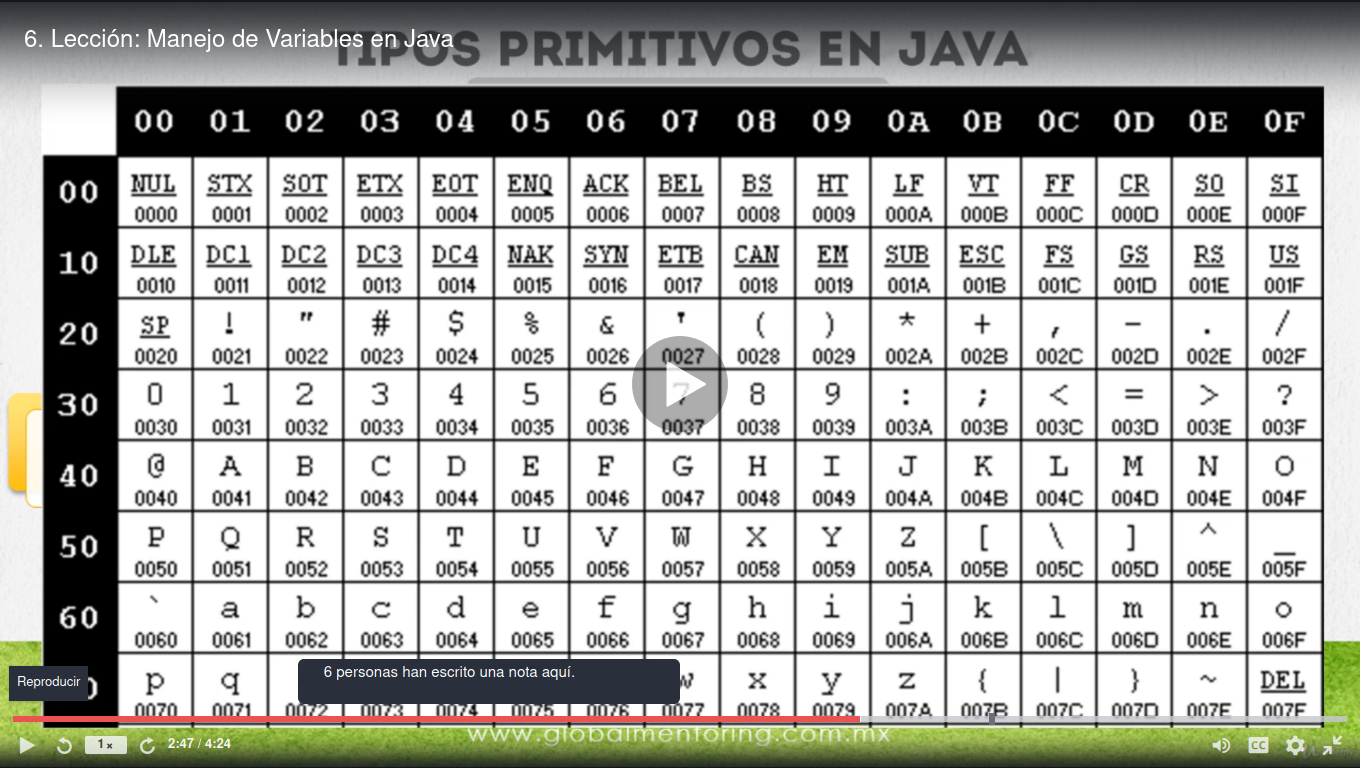 6. Lección: Manejo de Variables en Java
TIPOS PRIMITIVOS EN JAVA
00 01 02 03 04 05 06 07 08 09 0A 0B 0C 0D 0E 0F
00 NUL STX SOT ETX EOT ENQ ACK BEL BS HT LF VT FF CR SO SI
0000 0001 0002 0003 0004 0005 0006 0007 0008 0009 000A 000B 000C 000D 000E 000F
10 DLE DC1 DC2 DC3 DC4 NAK SYN ETB CAN EM SUB ESC FS GS RS US
0010 0011 0012 0013 0014 0015 0016 0017 0018 0019 001A 001B 001C 001D 001E 001F
20 SP ! " # $ % & ' ( ) * + , - . /
0020 0021 0022 0023 0024 0025 0026 0027 0028 0029 002A 002B 002C 002D 002E 002F
30 0 1 2 3 4 5 6 7 8 9 : ; < = > ?
0030 0031 0032 0033 0034 0035 0036 0037 0038 0039 003A 003B 003C 003D 003E 003F
40 @ A B C D E F G H I J K L M N O
0040 0041 0042 0043 0044 0045 0046 0047 0048 0049 004A 004B 004C 004D 004E 004F
50 P Q R S T U V W X Y Z [ \ ] ^ _
0050 0051 0052 0053 0054 0055 0056 0057 0058 0059 005A 005B 005C 005D 005E 005F
60 ` a b c d e f g h i j k l m n o
0060 0061 0062 0063 0064 0065 0066 0067 0068 0069 006A 006B 006C 006D 006E 006F
p q w x y z { | } ~ DEL
0070 0071 0072 0073 0074 0075 0076 0077 0078 0079 007A 007B 007C 007D 007E 007F
Reproducir
6 personas han escrito una nota aquí.
www.globalmentoring.com.mx
1× 2:47 / 4:24 CC